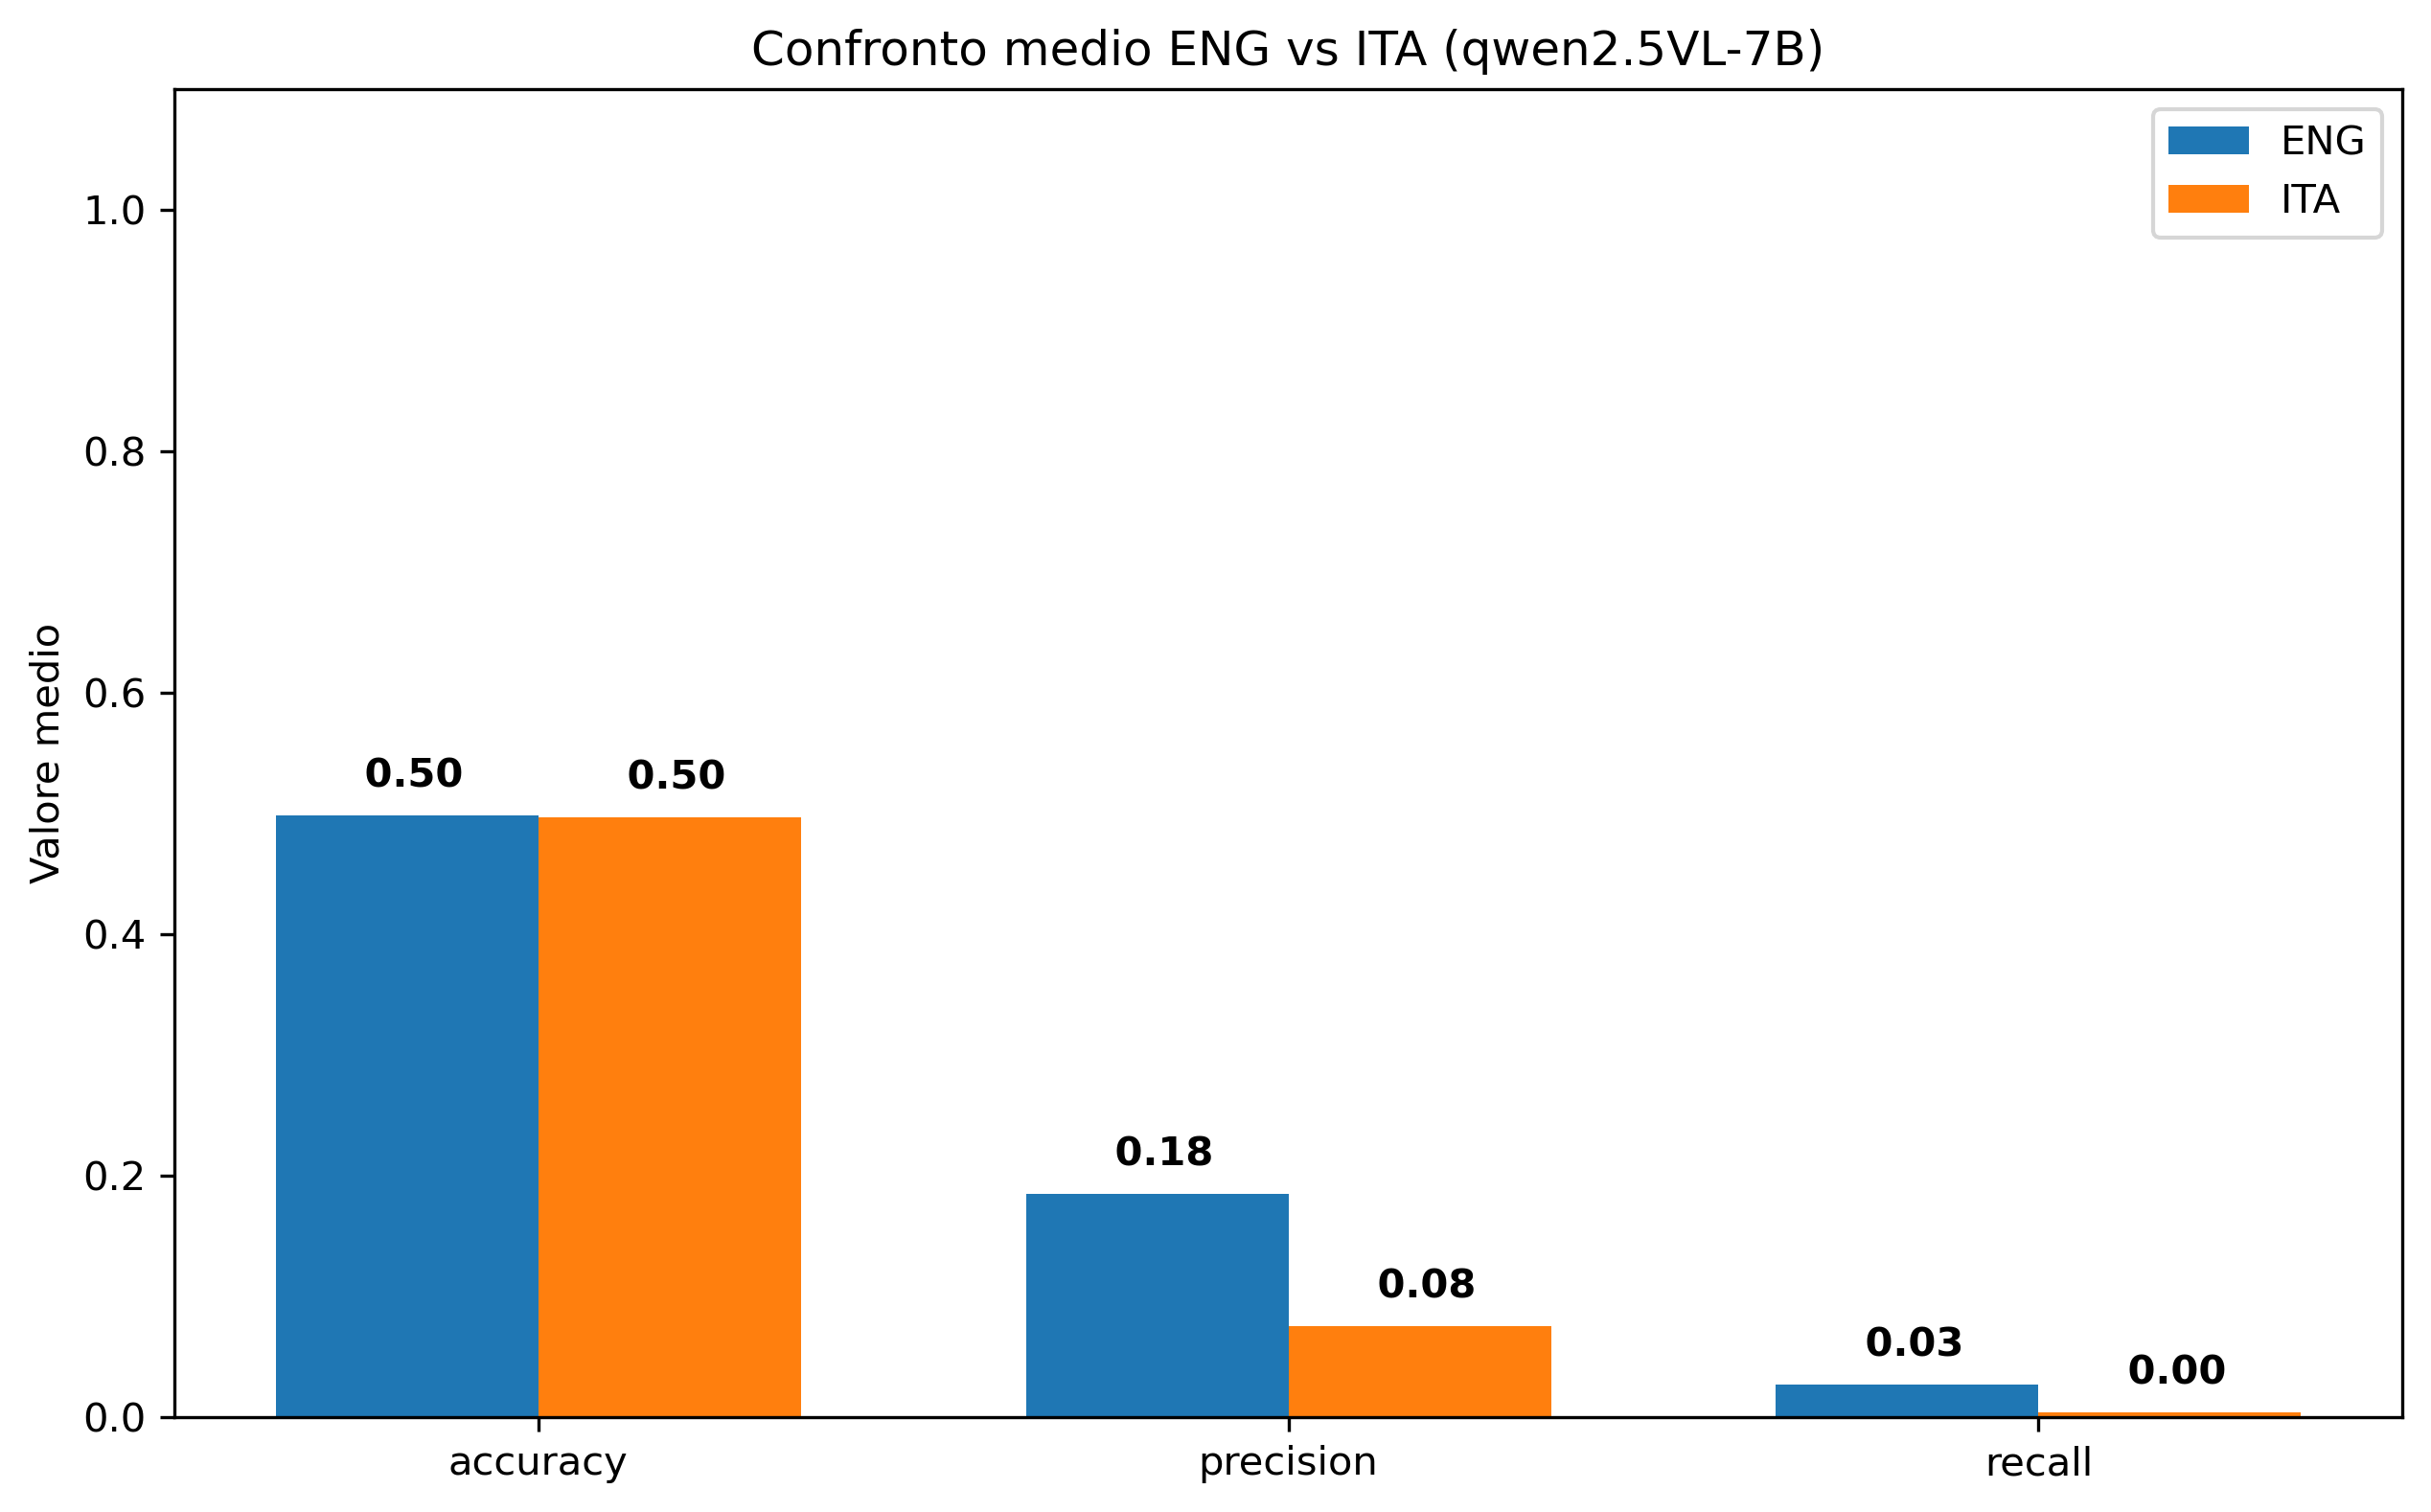 Confronto medio ENG vs ITA (qwen2.5VL-7B)
ENG
ITA
Valore medio
1.0
0.8
0.6
0.4
0.2
0.0
0.50
0.50
0.18
0.08
0.03
0.00
accuracy
precision
recall